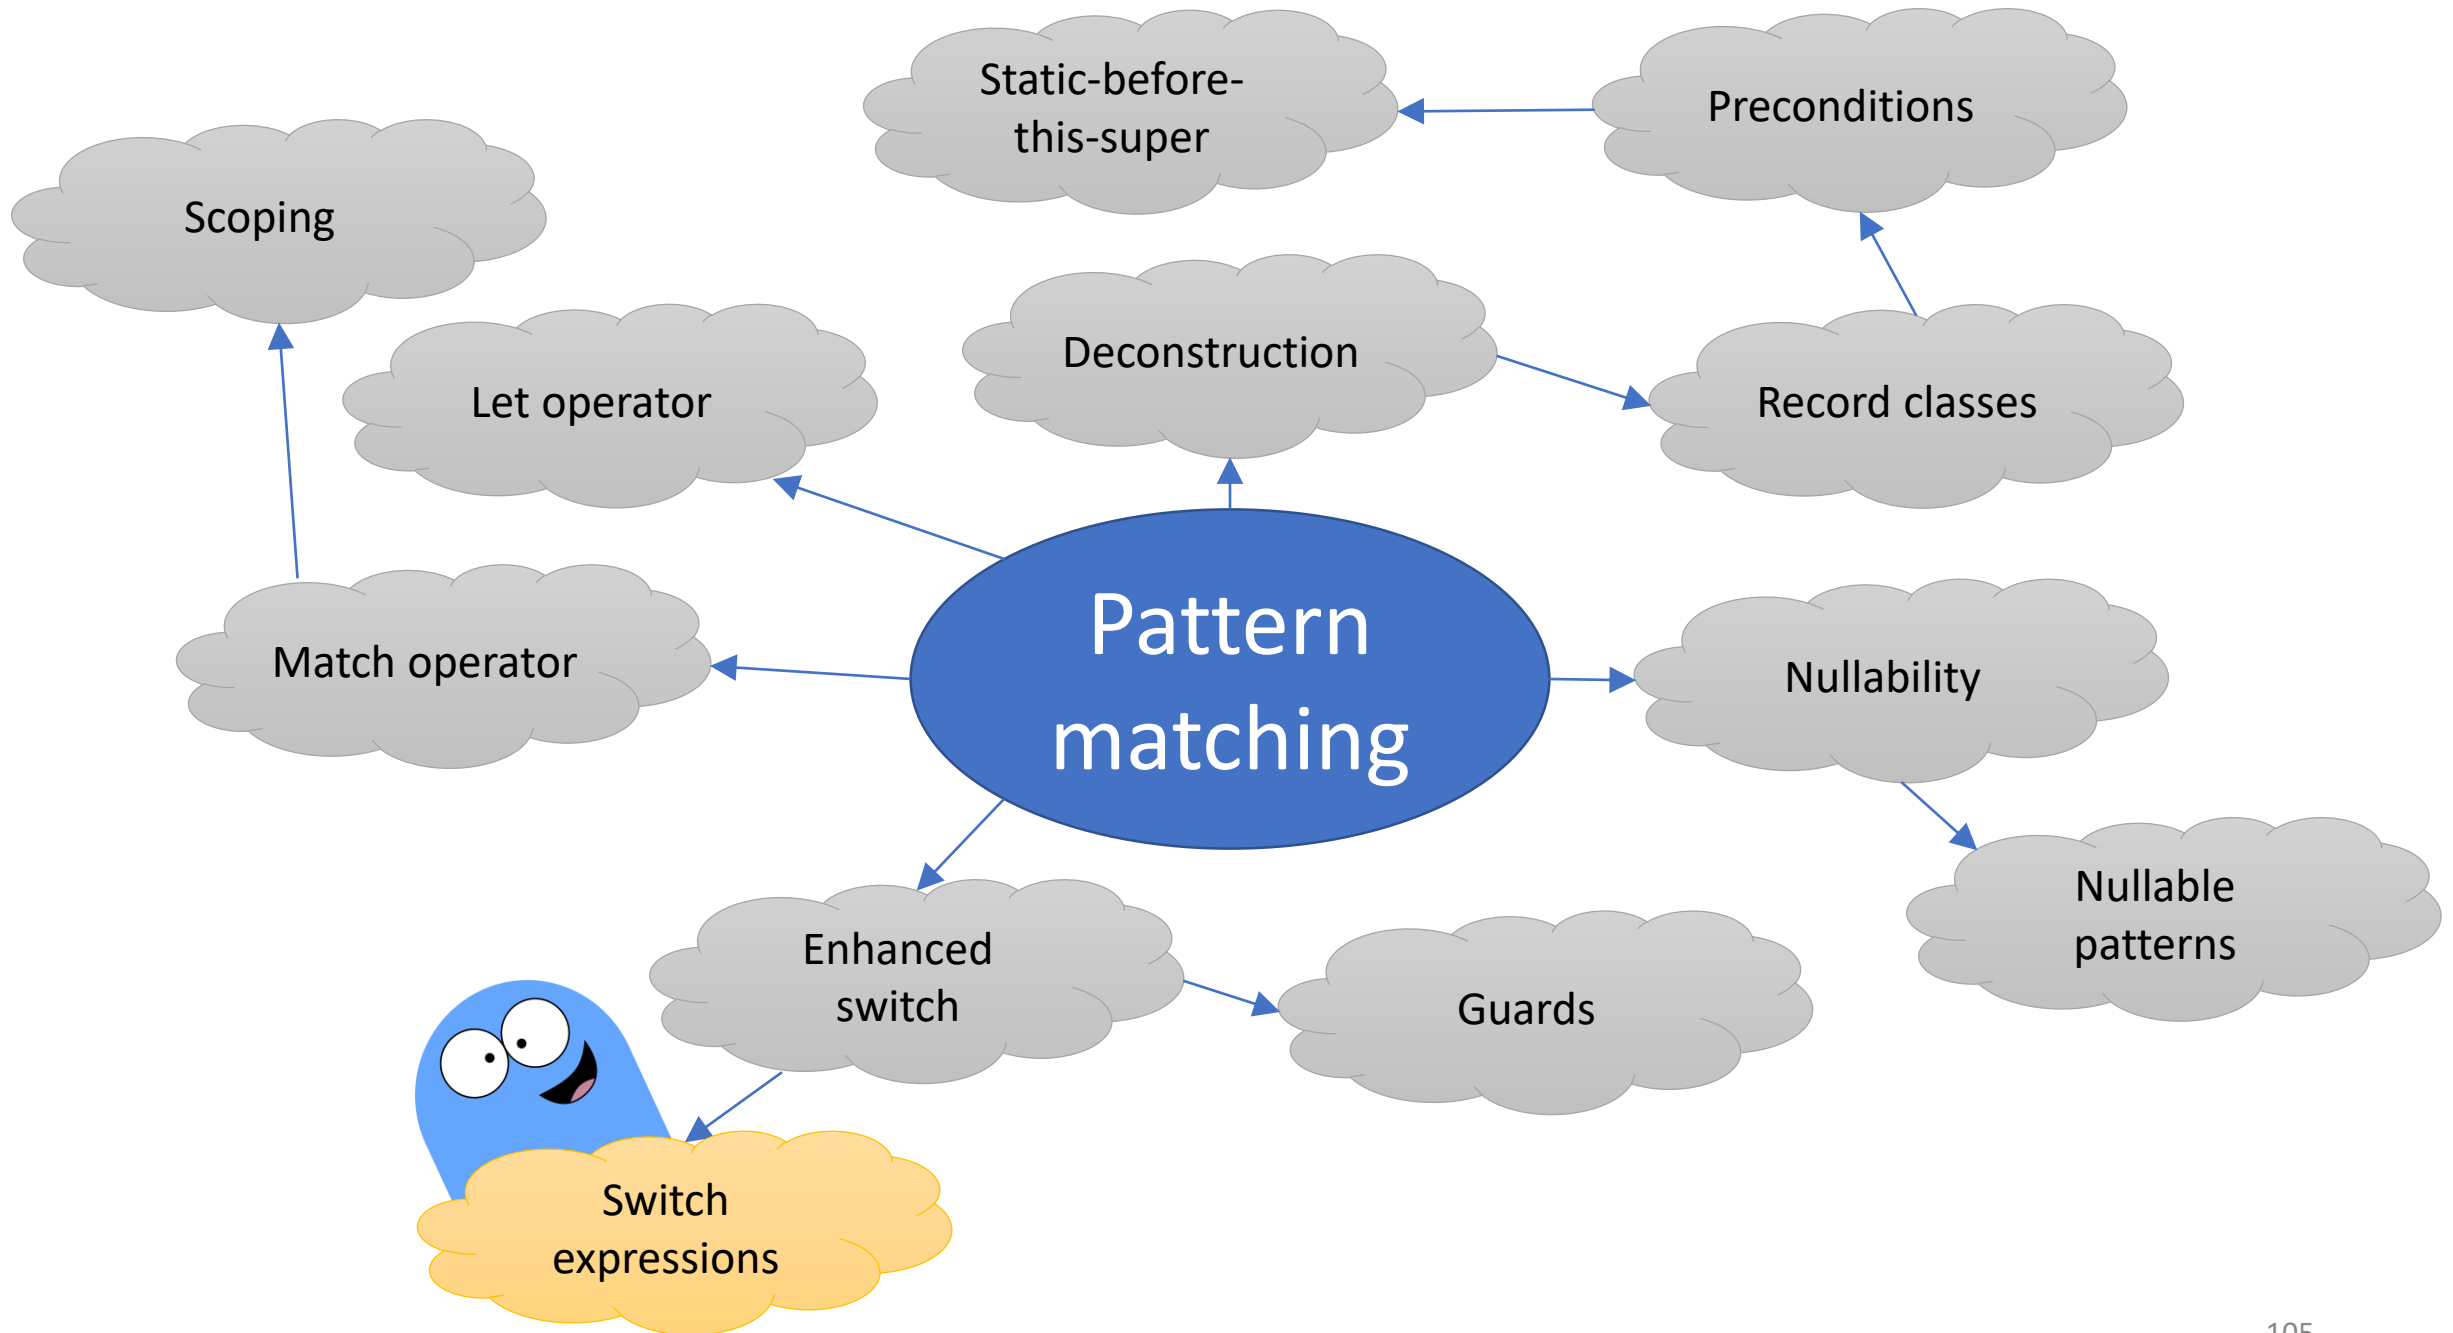 Static-before-
this-super
Preconditions
Scoping
Let operator
Deconstruction
Record classes
Match operator
Pattern
matching
Nullability
Nullable
patterns
Enhanced
switch
Guards
Switch
expressions
105